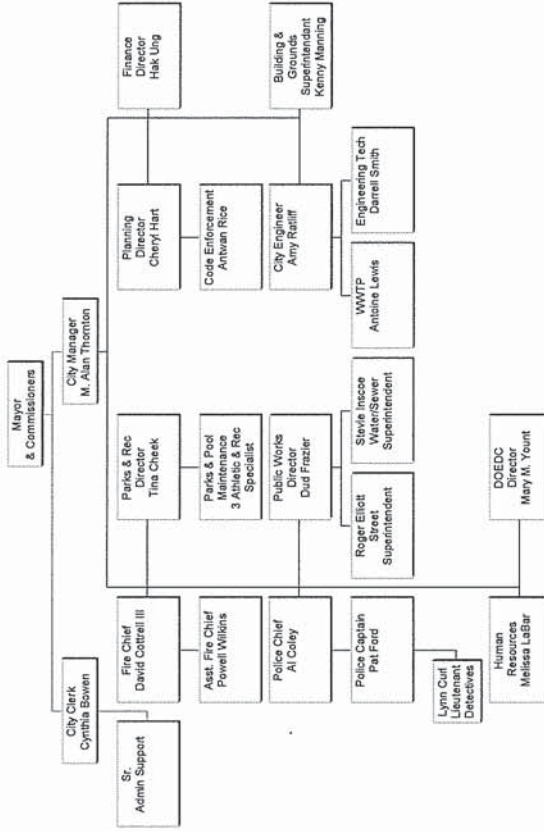 Mayor
& Commissioners
City Clerk
Cynthia Bowen
City Manager
M. Alan Thornton
Sr.
Admin Support
Fire Chief
David Cottrell III
Parks & Rec
Director
Tina Cheek
Planning
Director
Cheryl Hart
Finance
Director
Hak Ung
Asst. Fire Chief
Powell Wilkins
Parks & Pool
Maintenance
3 Athletic & Rec
Specialist
Code Enforcement
Antwan Rice
Police Chief
Al Coley
Public Works
Director
Dud Frazier
City Engineer
Amy Ratliff
Building &
Grounds
Superintendant
Kenny Manning
Police Captain
Pat Ford
Roger Elliott
Street
Superintendent
Stevie Inscoe
Water/Sewer
Superintendent
WWTP
Antoine Lewis
Engineering Tech
Darrell Smith
Lynn Curl
Lieutenant
Detectives
Human
Resources
Melissa LaBar
DOEDC
Director
Mary M. Yount